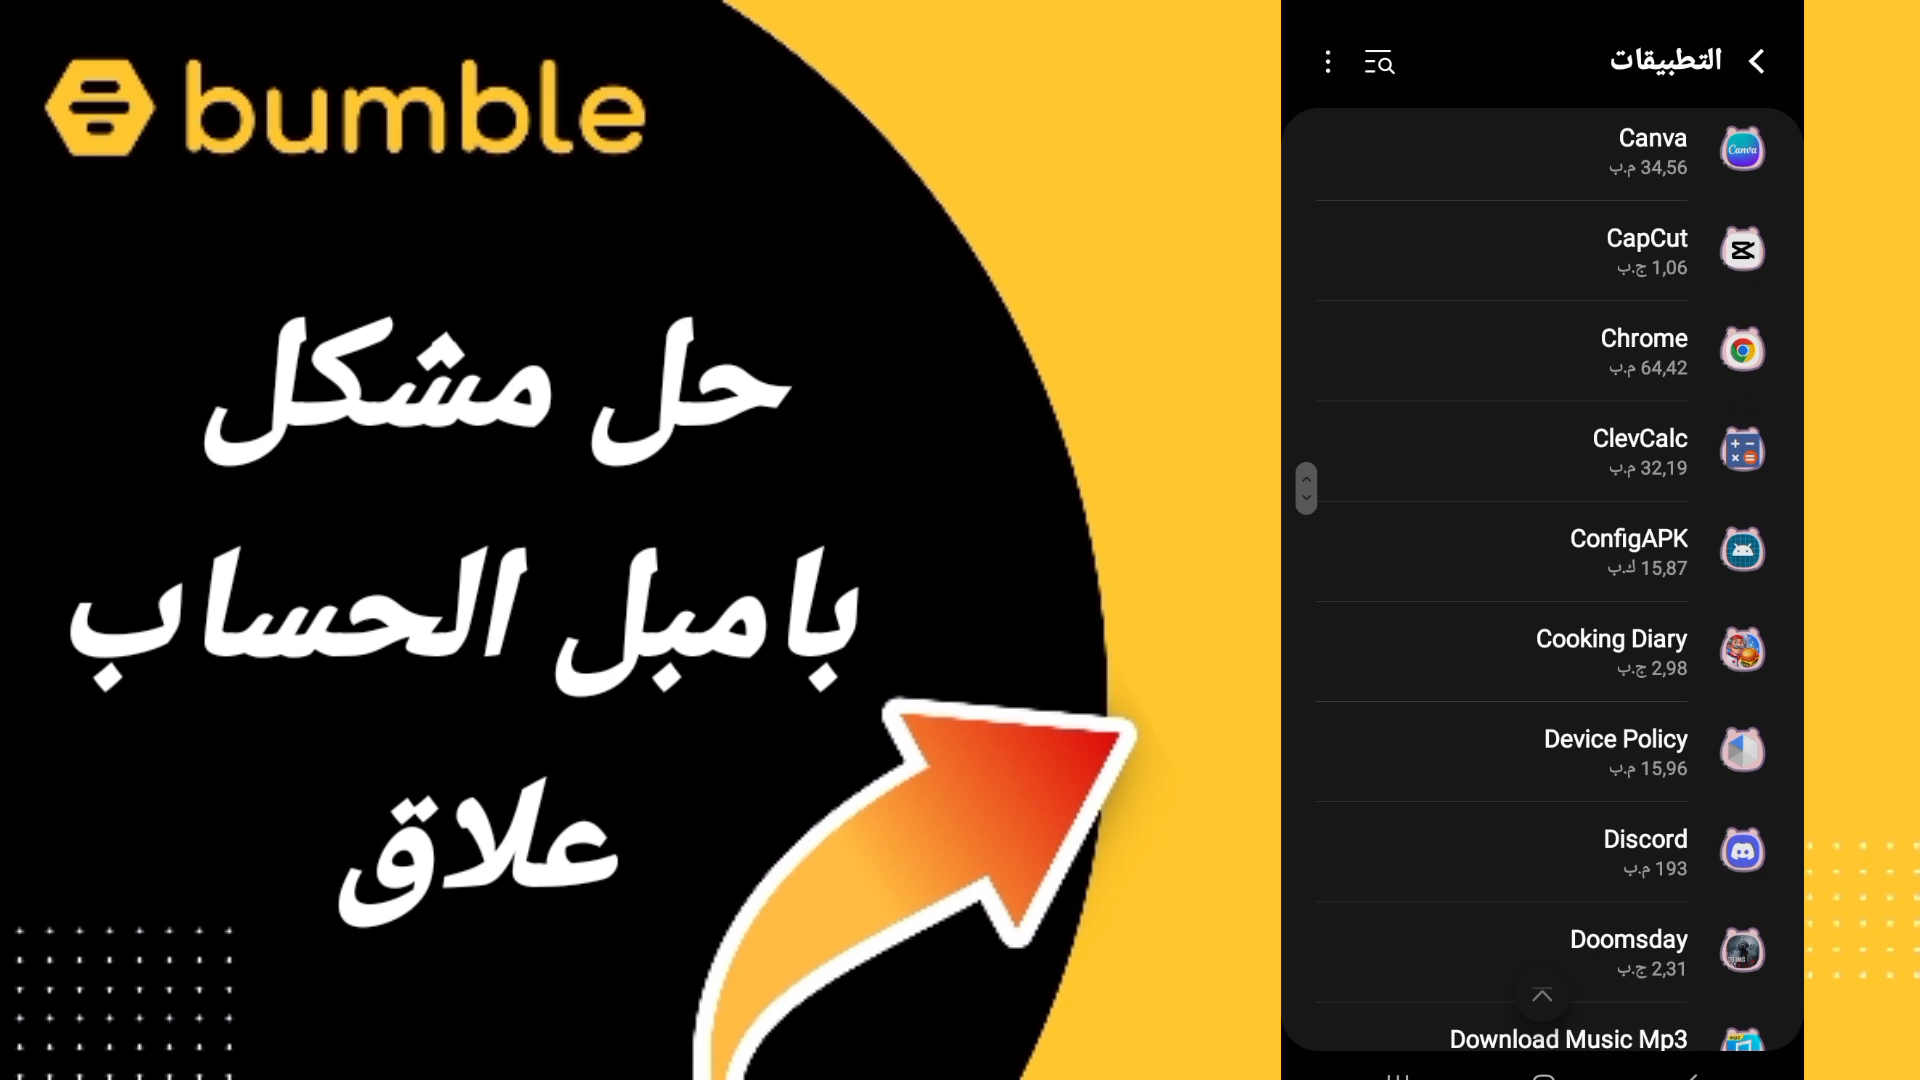 bumble
حل مشكل
بامبل الحساب
علاق
التطبيقات
Canva
34,56 م.ب
CapCut
1,06 ج.ب
Chrome
64,42 م.ب
ClevCalc
32,19 م.ب
ConfigAPK
15,87 ك.ب
Cooking Diary
2,98 ج.ب
Device Policy
15,96 م.ب
Discord
193 م.ب
Doomsday
2,31 ج.ب
Download Music Mp3